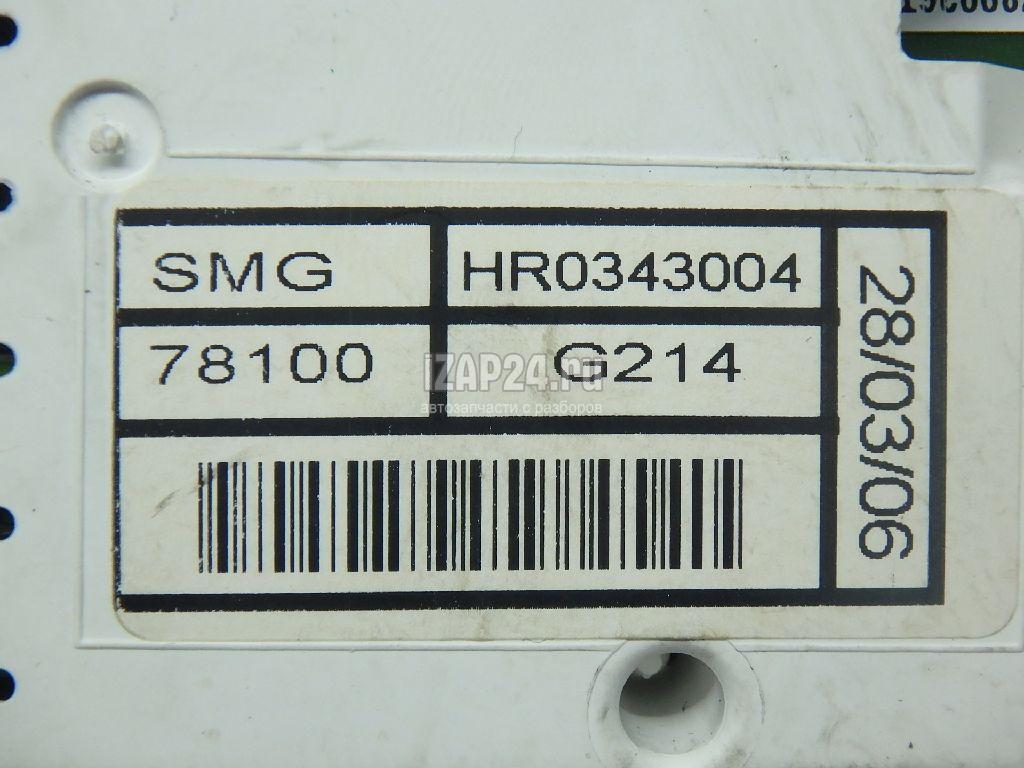 SMG
HR0343004
78100
G214
28/03/06
iZAP24.ru
автозапчасти с разборов